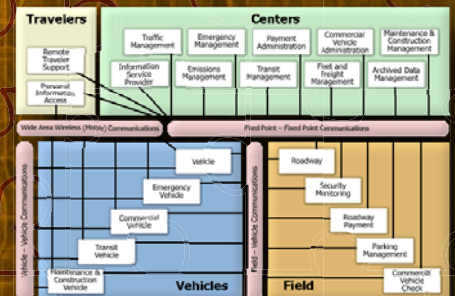 Travelers
Remote
Traveler
Support
Personal
Information
Access
Centers
Traffic
Management
Emergency
Management
Payment
Administration
Commercial
Vehicle
Administration
Maintenance &
Construction
Management
Information
Service
Provider
Emissions
Management
Transit
Management
Fleet and
Freight
Management
Archived Data
Management
Wide Area Wireless (Mobile) Communications
Fixed Point – Fixed Point Communications
Vehicle – Vehicle Communications
Vehicle
Emergency
Vehicle
Commercial
Vehicle
Transit
Vehicle
Maintenance &
Construction
Vehicle
Vehicles
Field – Vehicle Communications
Roadway
Security
Monitoring
Roadway
Payment
Parking
Management
Commercial
Vehicle
Check
Field